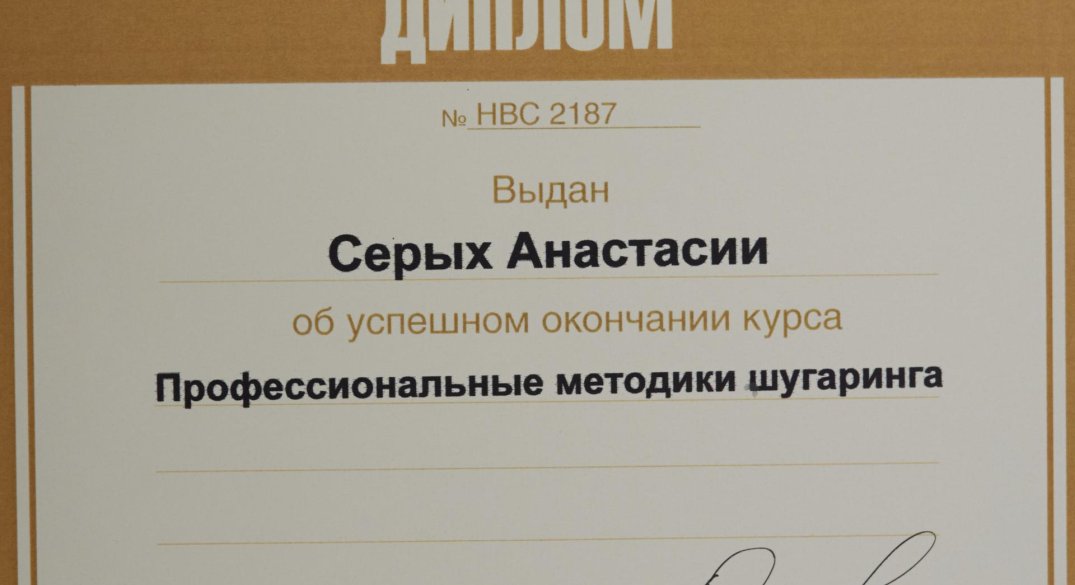 ДИПЛОМ
№ НВС 2187
Выдан
Серых Анастасии
об успешном окончании курса
Профессиональные методики шугаринга